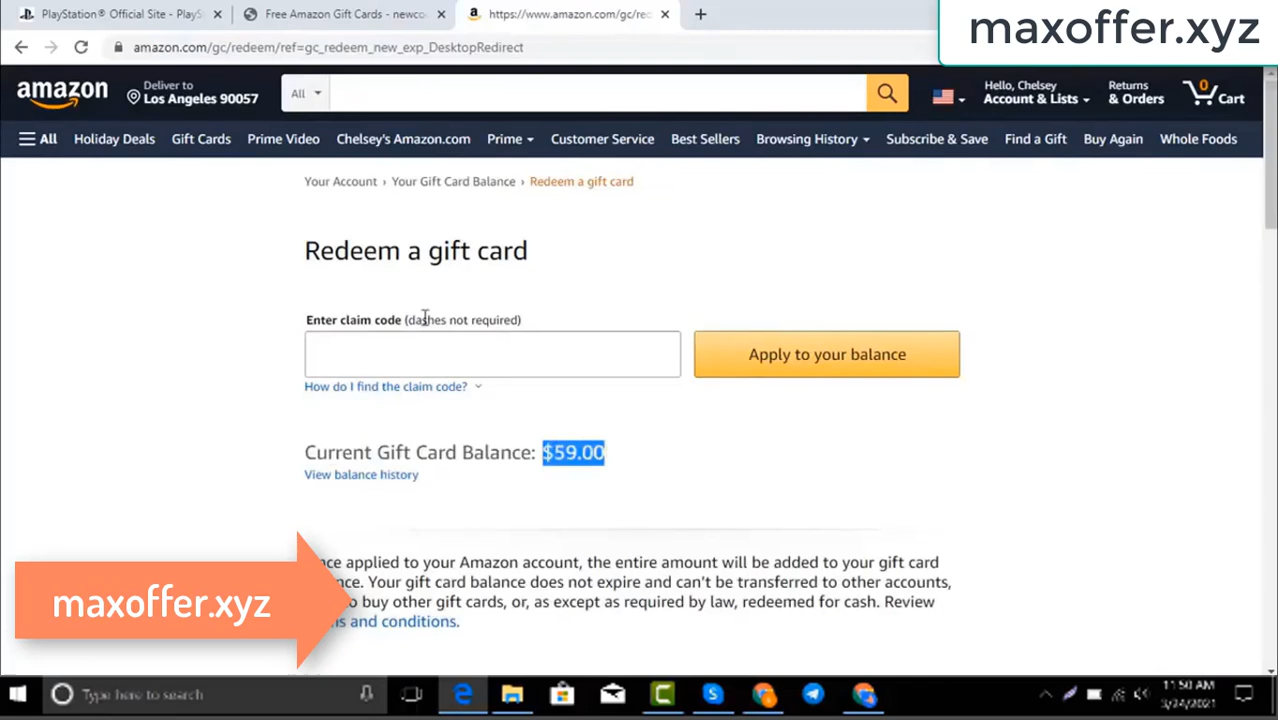 PlayStation® Official Site - PlayS
Free Amazon Gift Cards - newco
https://www.amazon.com/gc/red
maxoffer.xyz
amazon.com/gc/redeem/ref=gc_redeem_new_exp_DesktopRedirect
amazon
Deliver to
Los Angeles 90057
All
Hello, Chelsey
Account & Lists
Returns
& Orders
0
Cart
All Holiday Deals Gift Cards Prime Video Chelsey's Amazon.com Prime Customer Service Best Sellers Browsing History Subscribe & Save Find a Gift Buy Again Whole Foods
Your Account › Your Gift Card Balance › Redeem a gift card
Redeem a gift card
Enter claim code (dashes not required)
Apply to your balance
How do I find the claim code?
Current Gift Card Balance: $59.00
View balance history
nce applied to your Amazon account, the entire amount will be added to your gift card
nce. Your gift card balance does not expire and can't be transferred to other accounts,
o buy other gift cards, or, as except as required by law, redeemed for cash. Review
ms and conditions.
maxoffer.xyz
Type here to search
11:50 AM
3/24/2021